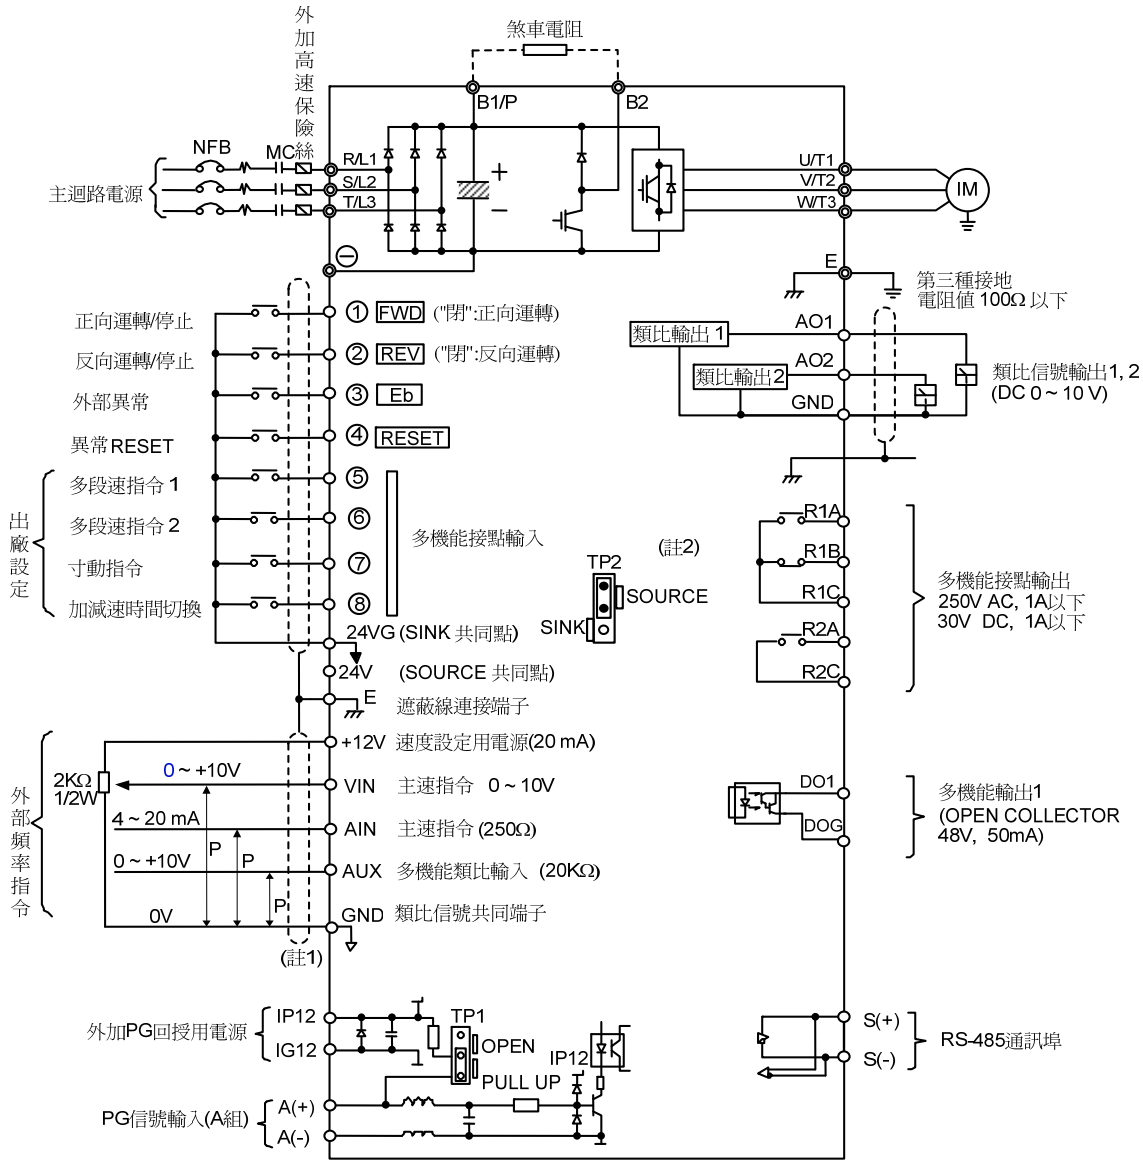 外加高速保險絲
煞車電阻
B1/P
B2
NFB
MC
主迴路電源
R/L1
S/L2
T/L3
+
−
U/T1
V/T2
W/T3
IM
E
第三種接地
電阻值 100Ω 以下
正向運轉/停止
① FWD ("閉":正向運轉)
反向運轉/停止
② REV ("閉":反向運轉)
外部異常
③ Eb
異常RESET
④ RESET
出廠設定
多段速指令 1
⑤
多段速指令 2
⑥
寸動指令
⑦
加減速時間切換
⑧
多機能接點輸入
24VG (SINK 共同點)
24V (SOURCE 共同點)
E 遮蔽線連接端子
類比輸出 1
AO1
類比輸出2
AO2
GND
類比信號輸出1, 2
(DC 0 ~ 10 V)
(註2)
TP2
SOURCE
SINK
R1A
R1B
R1C
R2A
R2C
多機能接點輸出
250V AC, 1A以下
30V DC, 1A以下
外部頻率指令
2KΩ
1/2W
+12V 速度設定用電源(20 mA)
0 ~ +10V
VIN 主速指令 0 ~ 10V
4 ~ 20 mA
AIN 主速指令 (250Ω)
0 ~ +10V
AUX 多機能類比輸入 (20KΩ)
P
P
P
0V
GND 類比信號共同端子
(註1)
DO1
DOG
多機能輸出1
(OPEN COLLECTOR
48V, 50mA)
外加PG回授用電源
IP12
IG12
TP1
OPEN
PULL UP
IP12
PG信號輸入(A組)
A(+)
A(-)
S(+)
S(-)
RS-485通訊埠